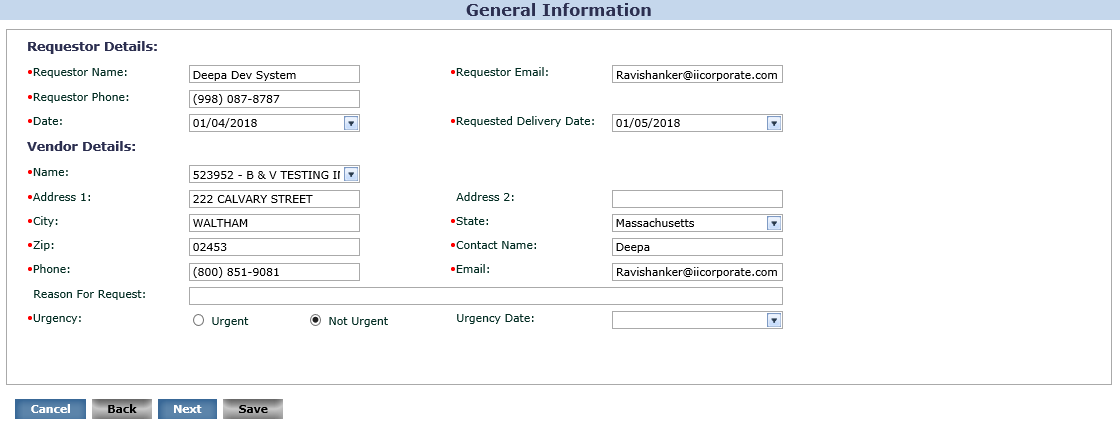 General Information
Requestor Details:
•Requestor Name: Deepa Dev System •Requestor Email: Ravishanker@iicorporate.com
•Requestor Phone: (998) 087-8787
•Date: 01/04/2018 •Requested Delivery Date: 01/05/2018
Vendor Details:
•Name: 523952 - B & V TESTING
•Address 1: 222 CALVARY STREET Address 2:
•City: WALTHAM •State: Massachusetts
•Zip: 02453 •Contact Name: Deepa
•Phone: (800) 851-9081 •Email: Ravishanker@iicorporate.com
Reason For Request:
•Urgency: Urgent Not Urgent Urgency Date:
Cancel Back Next Save